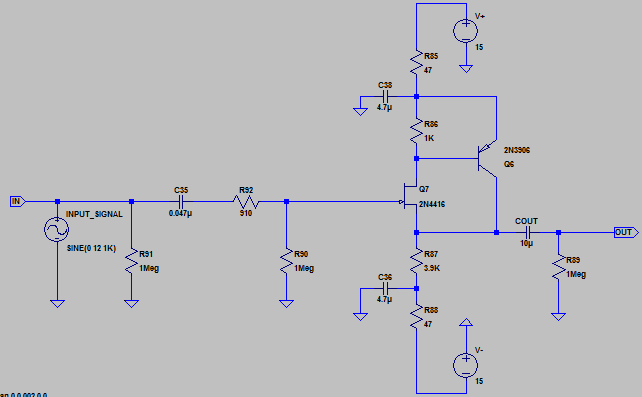 V+
15
R85
47
C38
4.7µ
R86
1K
2N3906
Q6
Q7
2N4416
IN
INPUT_SIGNAL
SINE(0 12 1K)
R91
1Meg
C35
0.047µ
R92
910
R90
1Meg
COUT
10µ
OUT
R89
1Meg
R87
3.9K
C36
4.7µ
R88
47
V-
15